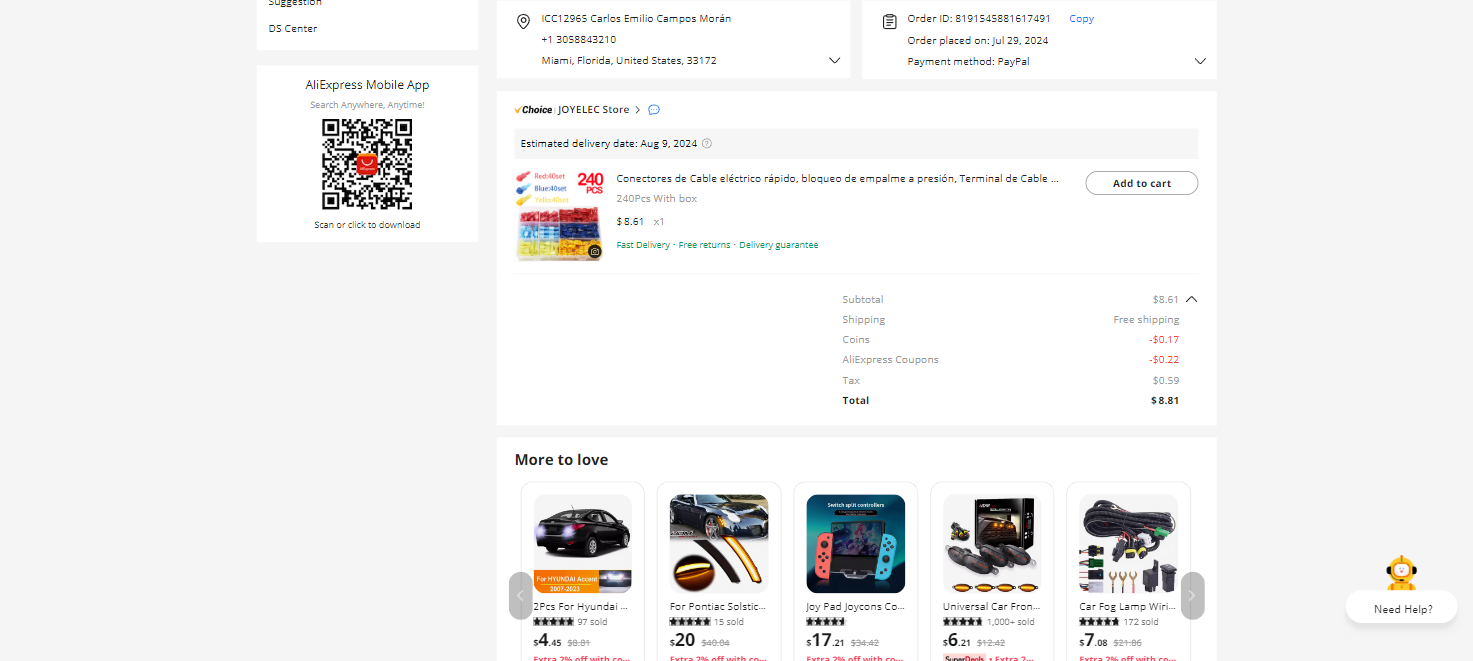 Suggestion
DS Center
AliExpress Mobile App
Search Anywhere, Anytime!
Scan or click to download
ICC12965 Carlos Emilio Campos Morán
+1 3058843210
Miami, Florida, United States, 33172
Order ID: 8191545881617491 Copy
Order placed on: Jul 29, 2024
Payment method: PayPal
Choice JOYELEC Store
Estimated delivery date: Aug 9, 2024
Red:40set
Blue:40set
240
PCS
Conectores de Cable eléctrico rápido, bloqueo de empalme a presión, Terminal de Cable ...
240Pcs With box
$8.61 x1
Fast Delivery · Free returns · Delivery guarantee
Add to cart
Subtotal $8.61
Shipping Free shipping
Coins -$0.17
AliExpress Coupons -$0.22
Tax $0.59
Total $8.81
More to love
For HYUNDAI Accent
2007-2023
2Pcs For Hyundai ...
97 sold
$4.45 $8.81
Extra 2% off with co...
For Pontiac Solstic...
15 sold
$20 $40.04
Extra 2% off with co...
Switch split controllers
Joy Pad Joycons Co...
$17.21 $34.42
Extra 2% off with co...
Universal Car Fron...
1,000+ sold
$6.21 $12.42
SuperDeals · Extra 2...
Car Fog Lamp Wiri...
172 sold
$7.08 $21.86
Extra 2% off with co...
Need Help?